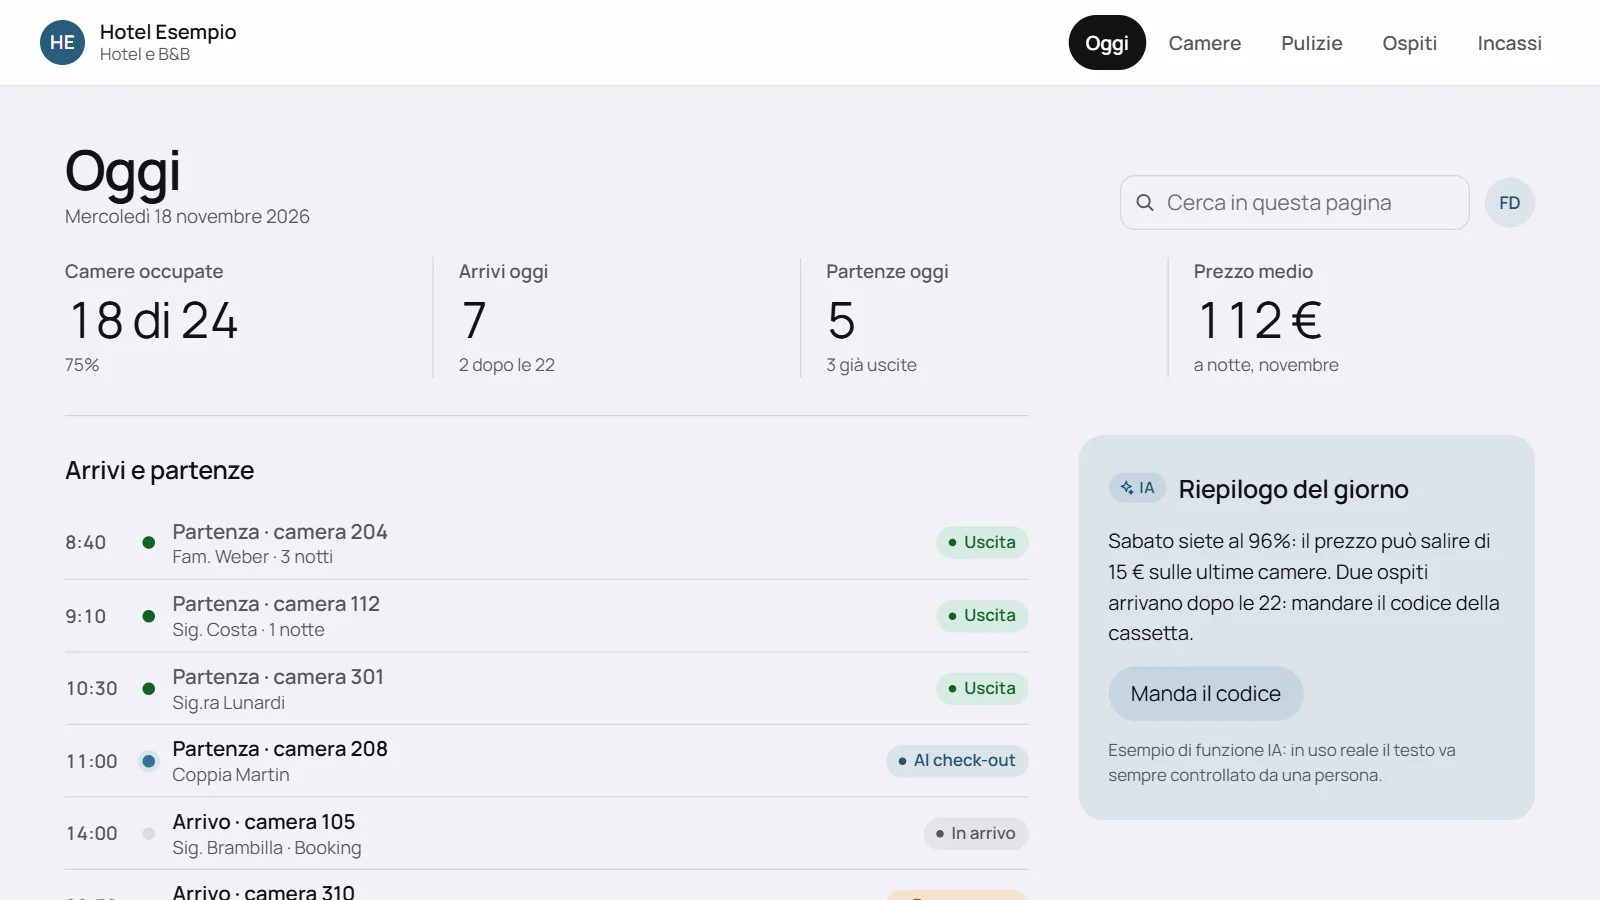 HE
Hotel Esempio
Hotel e B&B
Oggi
Camere
Pulizie
Ospiti
Incassi
Oggi
Mercoledì 18 novembre 2026
Cerca in questa pagina
FD
Camere occupate
18 di 24
75%
Arrivi oggi
7
2 dopo le 22
Partenze oggi
5
3 già uscite
Prezzo medio
112 €
a notte, novembre
Arrivi e partenze
8:40
Partenza · camera 204
Fam. Weber · 3 notti
Uscita
9:10
Partenza · camera 112
Sig. Costa · 1 notte
Uscita
10:30
Partenza · camera 301
Sig.ra Lunardi
Uscita
11:00
Partenza · camera 208
Coppia Martin
Al check-out
14:00
Arrivo · camera 105
Sig. Brambilla · Booking
In arrivo
Arrivo · camera 310
IA
Riepilogo del giorno
Sabato siete al 96%: il prezzo può salire di
15 € sulle ultime camere. Due ospiti
arrivano dopo le 22: mandare il codice della
cassetta.
Manda il codice
Esempio di funzione IA: in uso reale il testo va
sempre controllato da una persona.